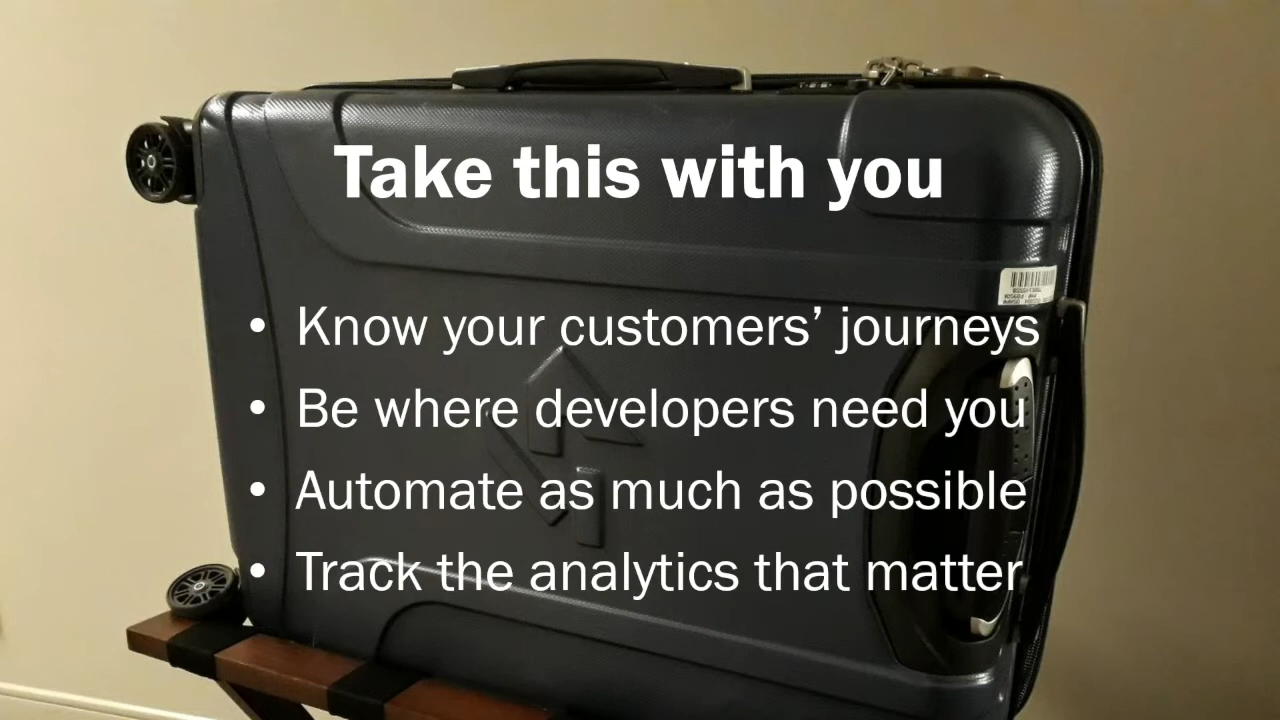 Take this with you
• Know your customers’ journeys
• Be where developers need you
• Automate as much as possible
• Track the analytics that matter